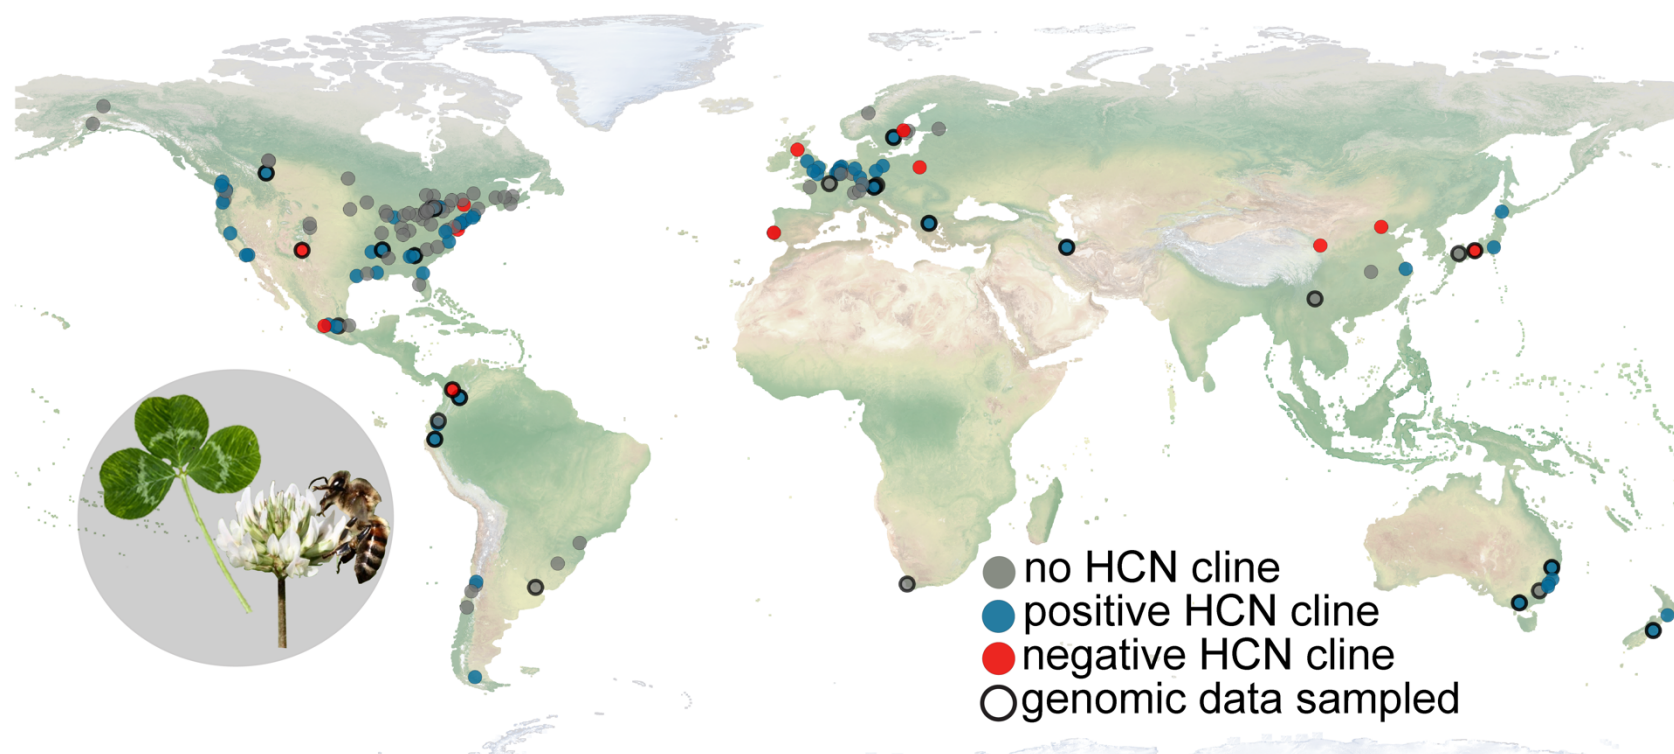 no HCN cline
positive HCN cline
negative HCN cline
genomic data sampled